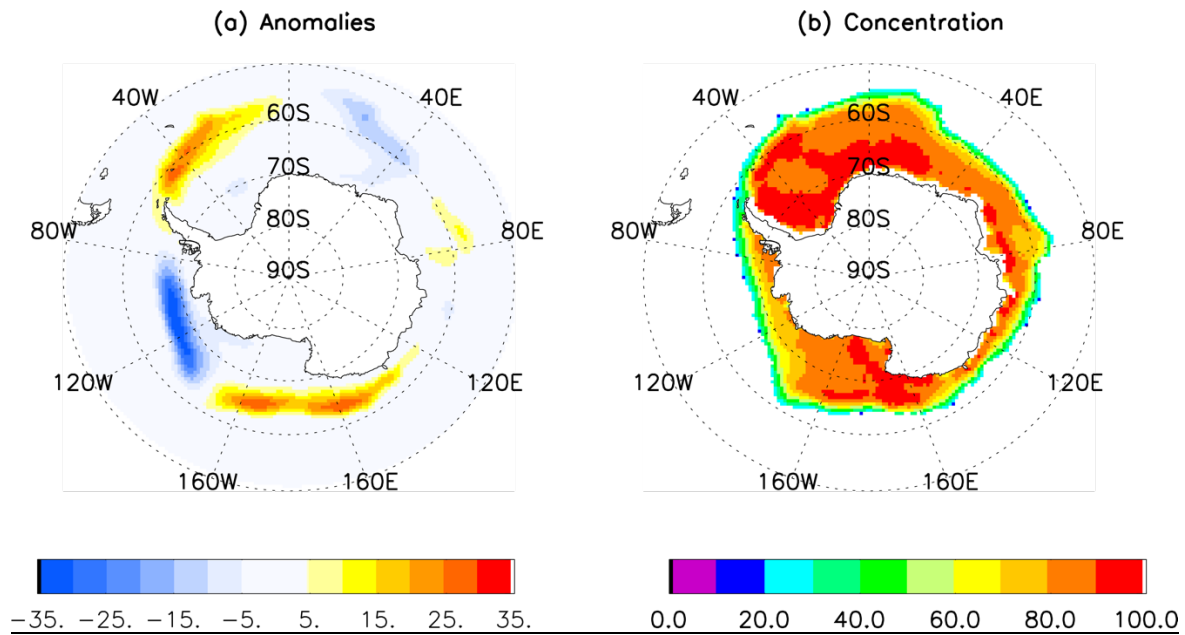 (a) Anomalies
(b) Concentration
40W
40E
60S
70S
80S
80W
80E
90S
120W
120E
160W
160E
40W
40E
60S
70S
80S
80W
80E
90S
120W
120E
160W
160E
−35. −25. −15. −5. 5. 15. 25. 35.
0.0 20.0 40.0 60.0 80.0 100.0